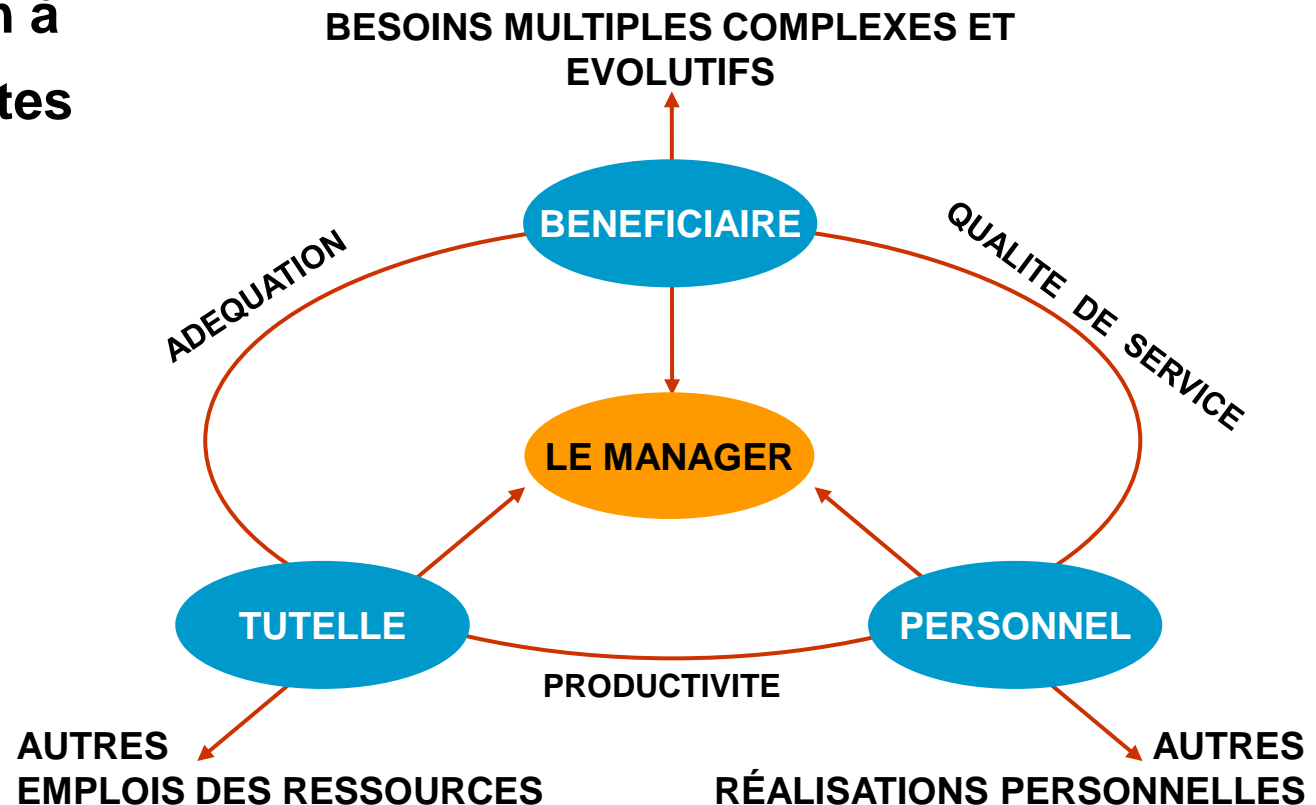 BESOINS MULTIPLES COMPLEXES ET
EVOLUTIFS
BENEFICIAIRE
ADEQUATION
QUALITE DE SERVICE
LE MANAGER
TUTELLE
PERSONNEL
PRODUCTIVITE
AUTRES
EMPLOIS DES RESSOURCES
AUTRES
RÉALISATIONS PERSONNELLES